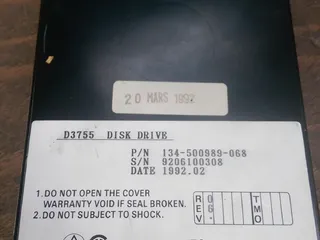 20 MARS 1992
D3755 DISK DRIVE
P/N 134-500989-068
S/N 9206100308
DATE 1992.02
1. DO NOT OPEN THE COVER
WARRANTY VOID IF SEAL BROKEN.
2. DO NOT SUBJECT TO SHOCK.
REV
TMO